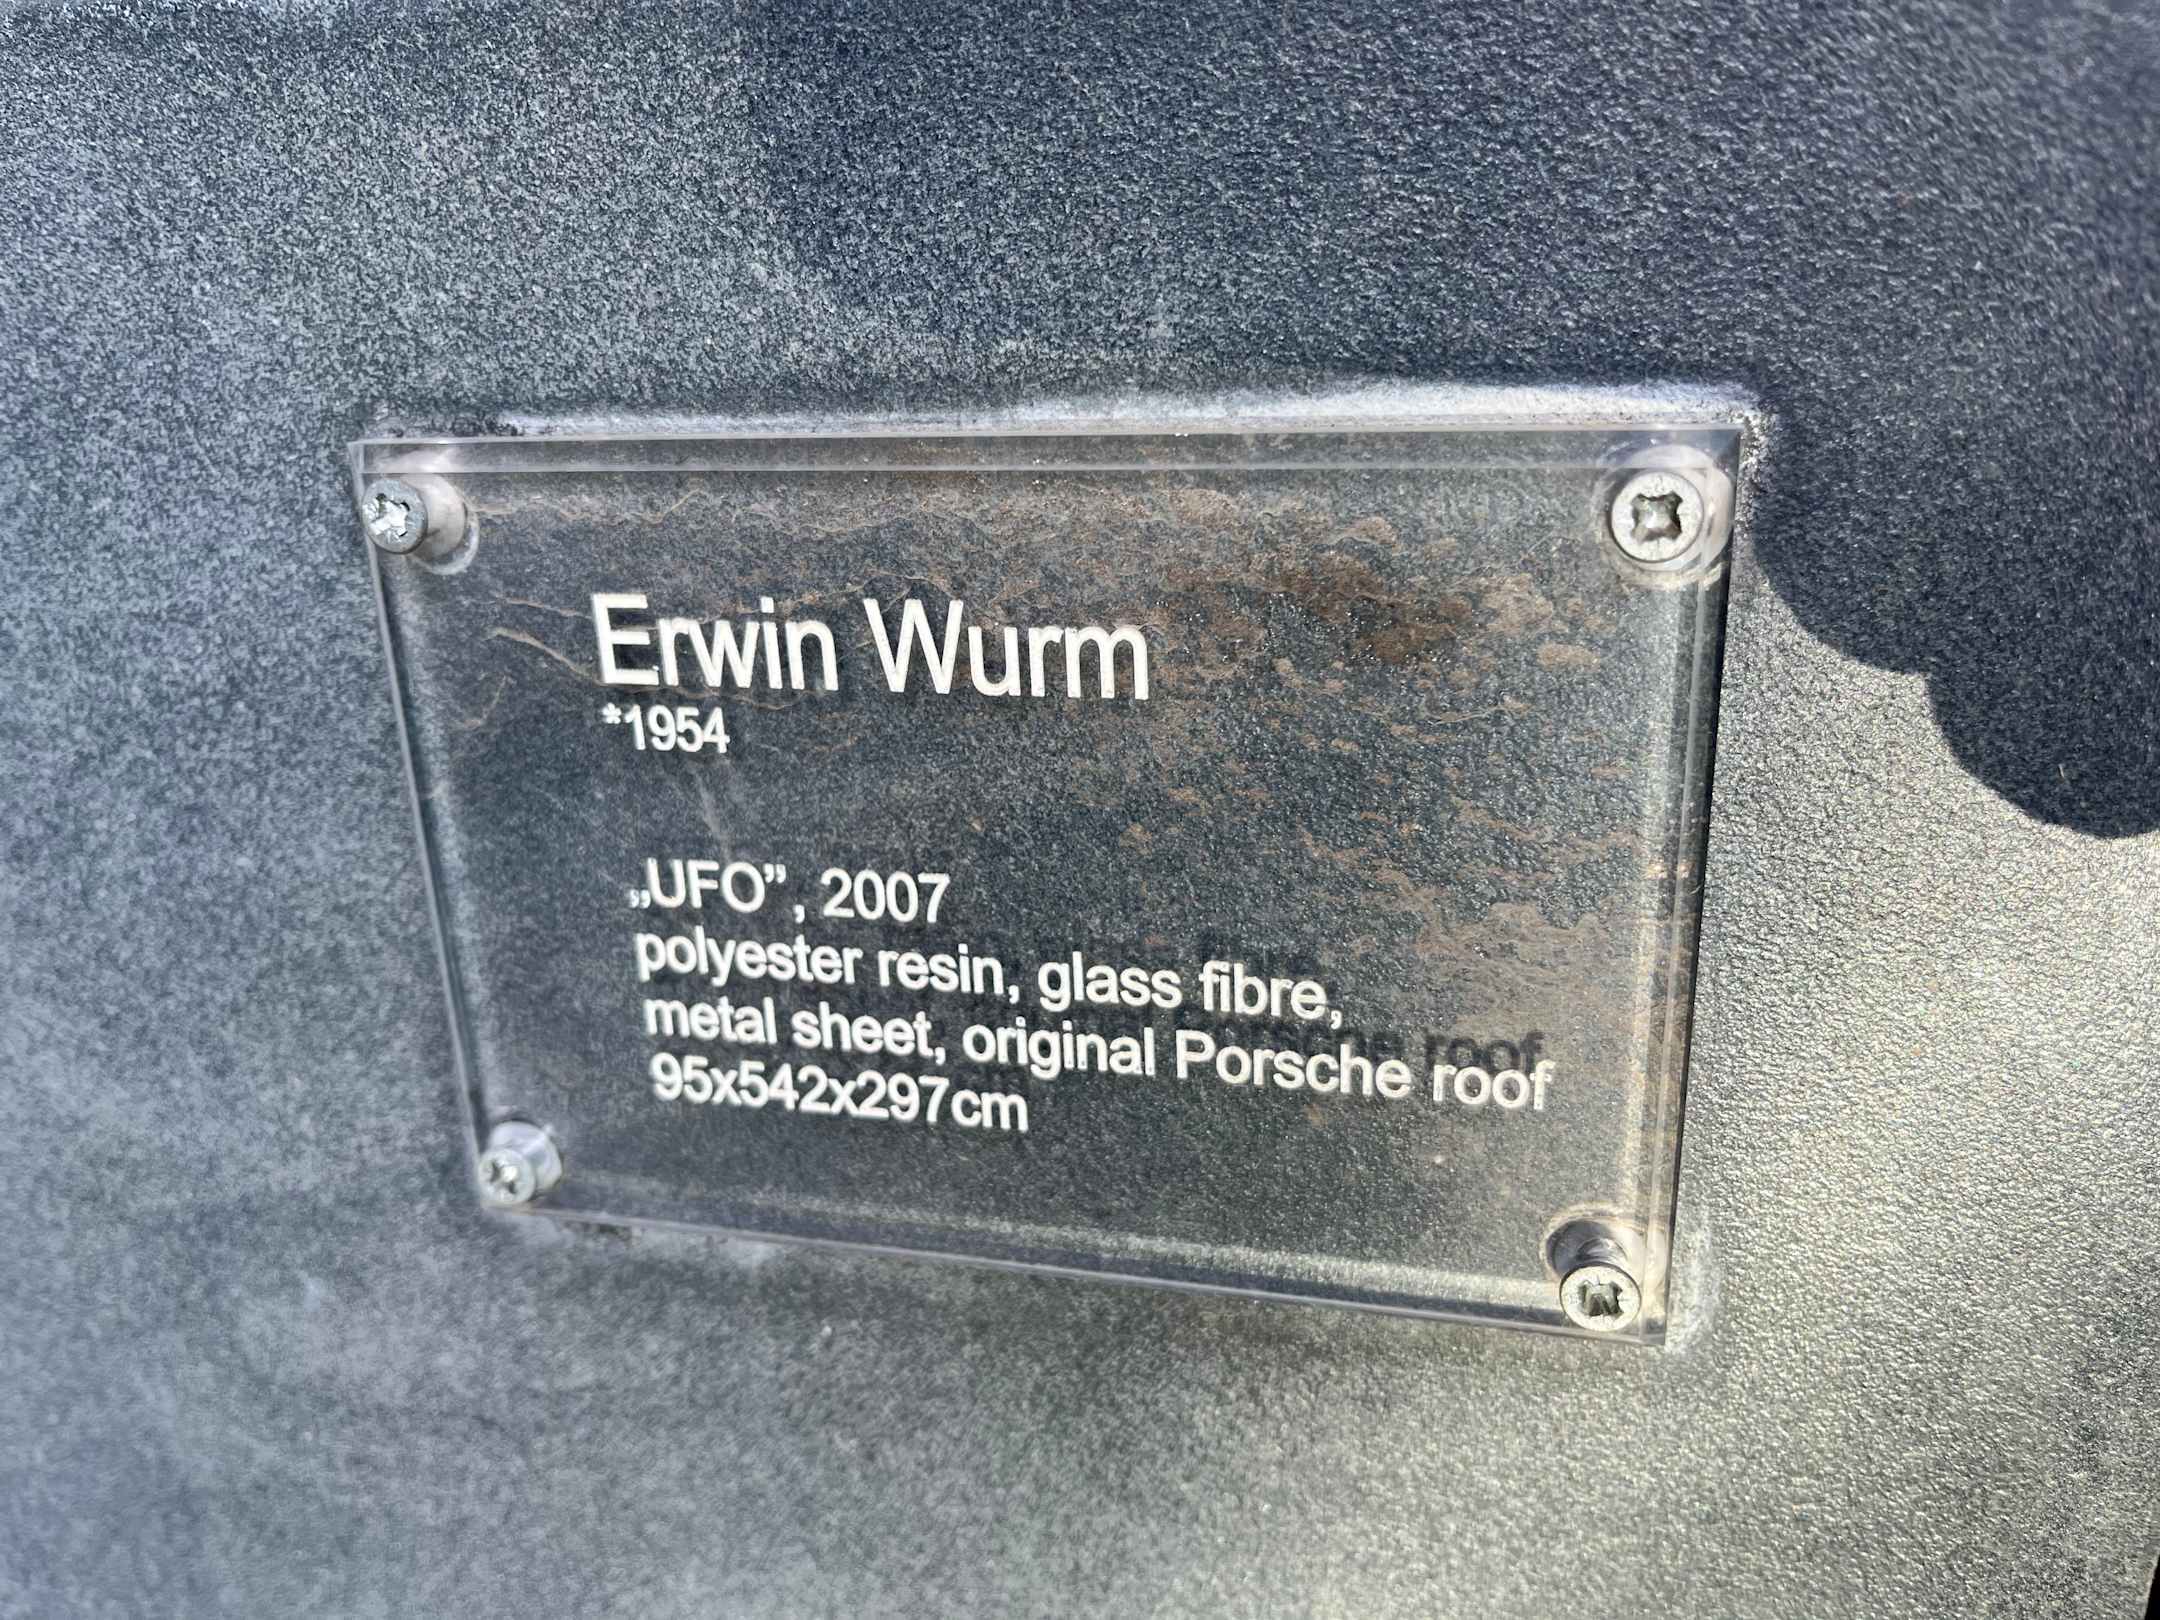 Erwin Wurm
*1954
„UFO”, 2007
polyester resin, glass fibre,
metal sheet, original Porsche roof
95x542x297cm